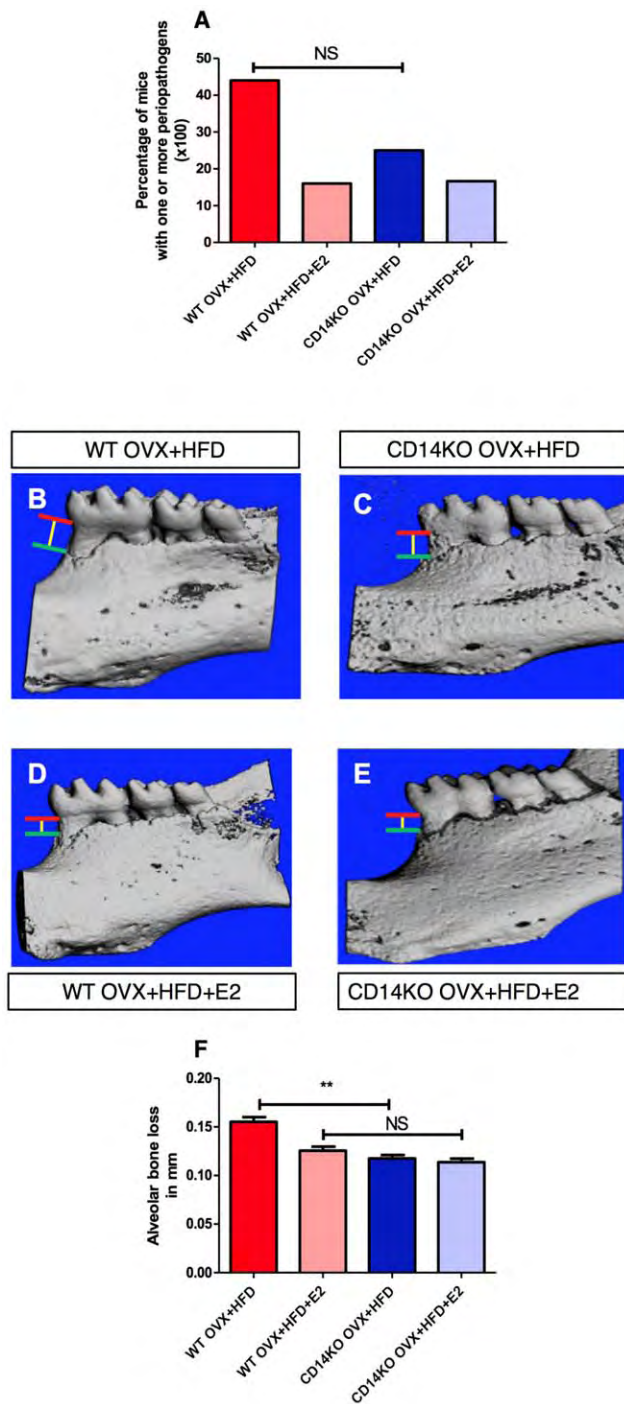 A
Percentage of mice
with one or more periopathogens
(x100)
50
40
30
20
10
0
NS
WT OVX+HFD
WT OVX+HFD+E2
CD14KO OVX+HFD
CD14KO OVX+HFD+E2
WT OVX+HFD
CD14KO OVX+HFD
B
C
D
E
WT OVX+HFD+E2
CD14KO OVX+HFD+E2
F
Alveolar bone loss
in mm
0.20
0.15
0.10
0.05
0.00
**
NS
WT OVX+HFD
WT OVX+HFD+E2
CD14KO OVX+HFD
CD14KO OVX+HFD+E2